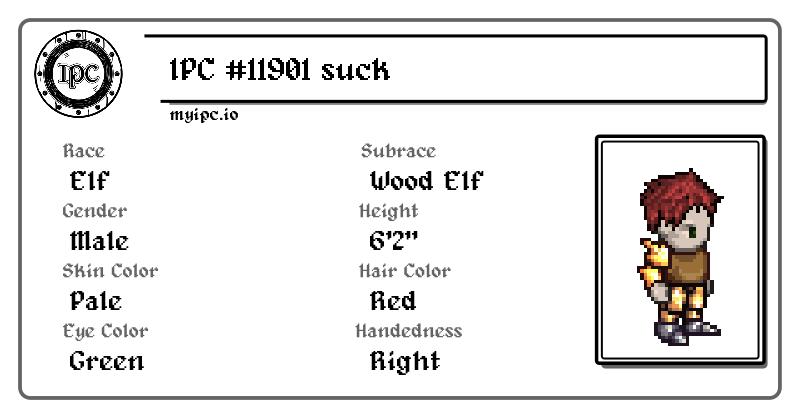 IPC
IPC #11901 suck
myipc.io
Race
Elf
Subrace
Wood Elf
Gender
Male
Height
6'2"
Skin Color
Pale
Hair Color
Red
Eye Color
Green
Handedness
Right